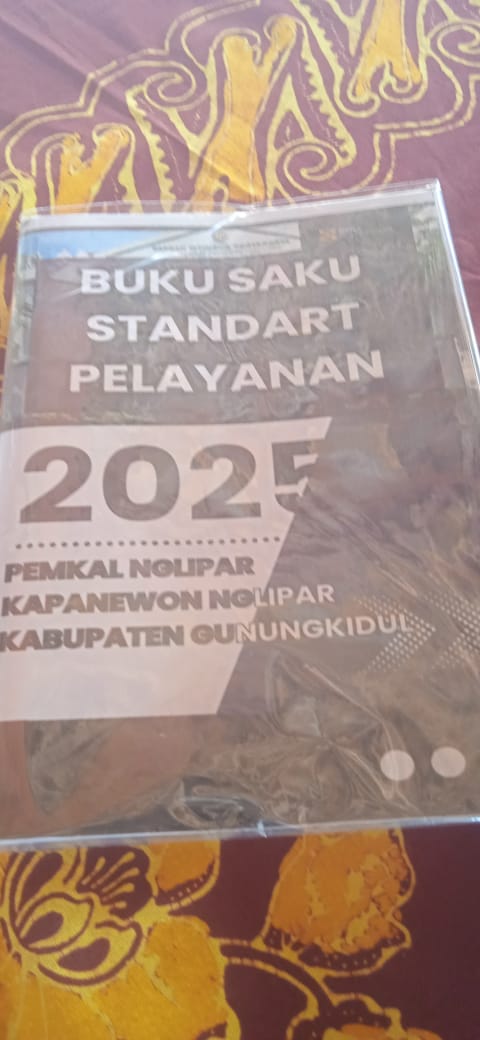 BUKU SAKU
STANDART
PELAYANAN
2025
PEMKAL NGLIPAR
KAPANEWON NGLIPAR
KABUPATEN GUNUNGKIDUL